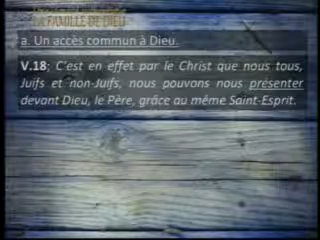 LA FAMILLE DE DIEU
a. Un accès commun à Dieu.
V.18; C'est en effet par le Christ que nous tous,
Juifs et non-Juifs, nous pouvons nous présenter
devant Dieu, le Père, grâce au même Saint-Esprit.